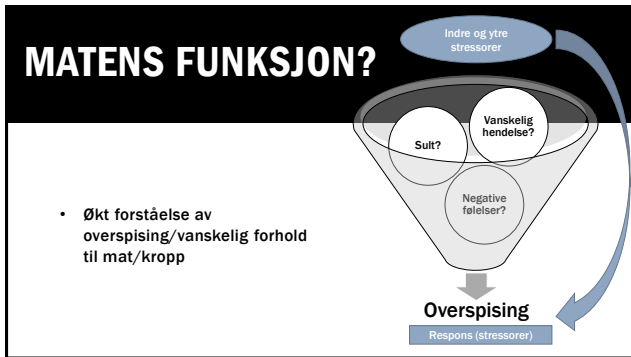 MATENS FUNKSJON?
Indre og ytre
stressorer
Vanskelig
hendelse?
Sult?
Negative
følelser?
• Økt forståelse av
overspising/vanskelig forhold
til mat/kropp
Overspising
Respons (stressorer)